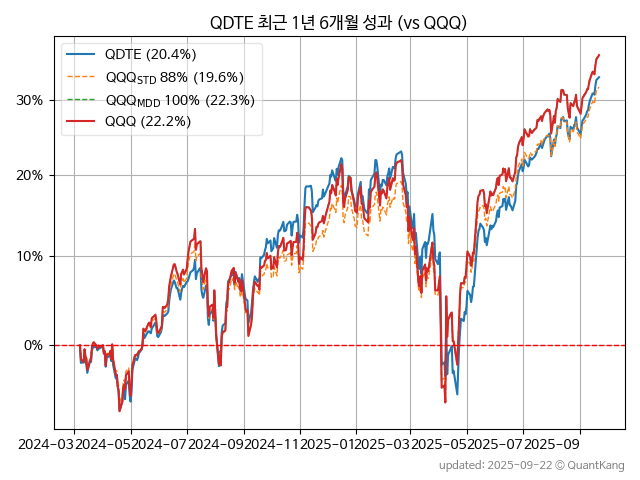 QDTE 최근 1년 6개월 성과 (vs QQQ)
QDTE (20.4%)
QQQSTD 88% (19.6%)
QQQMDD 100% (22.3%)
QQQ (22.2%)
30%
20%
10%
0%
2024-03 2024-05 2024-07 2024-09 2024-11 2025-01 2025-03 2025-05 2025-07 2025-09
updated: 2025-09-22 © QuantKang